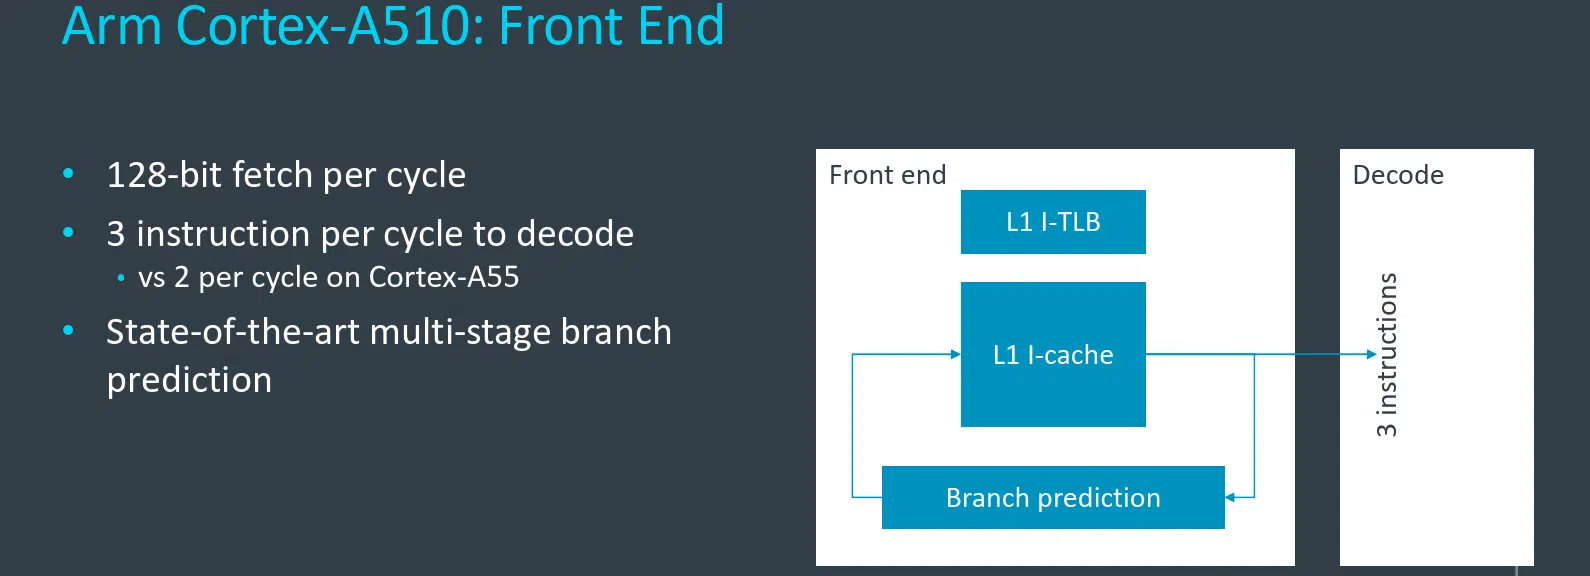 Arm Cortex-A510: Front End
• 128-bit fetch per cycle
• 3 instruction per cycle to decode
• vs 2 per cycle on Cortex-A55
• State-of-the-art multi-stage branch
prediction
Front end
L1 I-TLB
L1 I-cache
Branch prediction
Decode
3 instructions